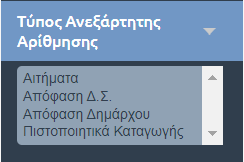 Τύπος Ανεξάρτητης
Αρίθμησης
Αιτήματα
Απόφαση Δ.Σ.
Απόφαση Δημάρχου
Πιστοποιητικά Καταγωγής